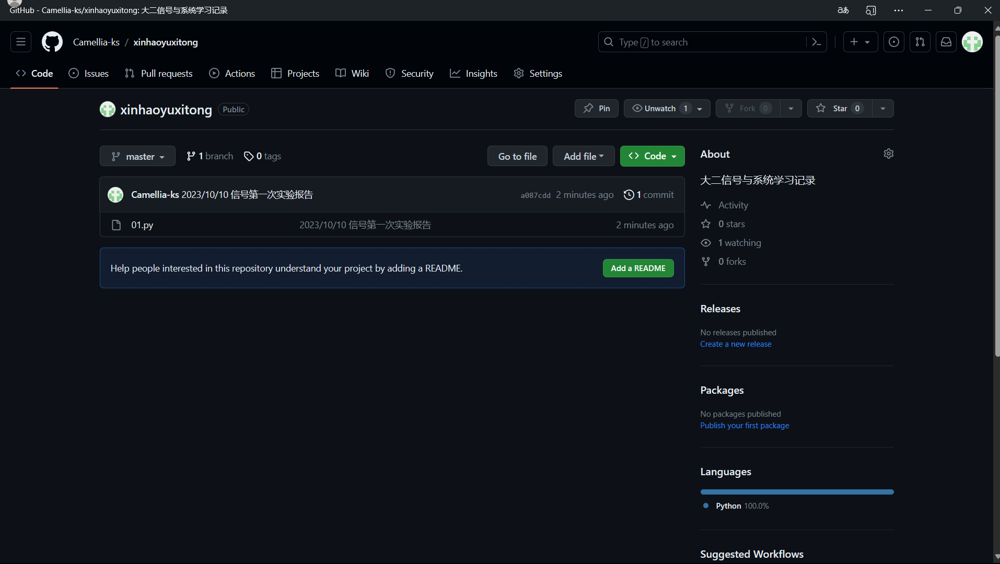 GitHub - Camellia-ks/xinhaoyuxitong: 大二信号与系统学习记录
aあ
Camellia-ks / xinhaoyuxitong
Type / to search
Code Issues Pull requests Actions Projects Wiki Security Insights Settings
xinhaoyuxitong Public
Pin Unwatch 1 Fork 0 Star 0
master 1 branch 0 tags Go to file Add file Code
Camellia-ks 2023/10/10 信号第一次实验报告 a087cdd 2 minutes ago 1 commit
01.py 2023/10/10 信号第一次实验报告 2 minutes ago
Help people interested in this repository understand your project by adding a README. Add a README
About
大二信号与系统学习记录
Activity
0 stars
1 watching
0 forks
Releases
No releases published
Create a new release
Packages
No packages published
Publish your first package
Languages
Python 100.0%
Suggested Workflows